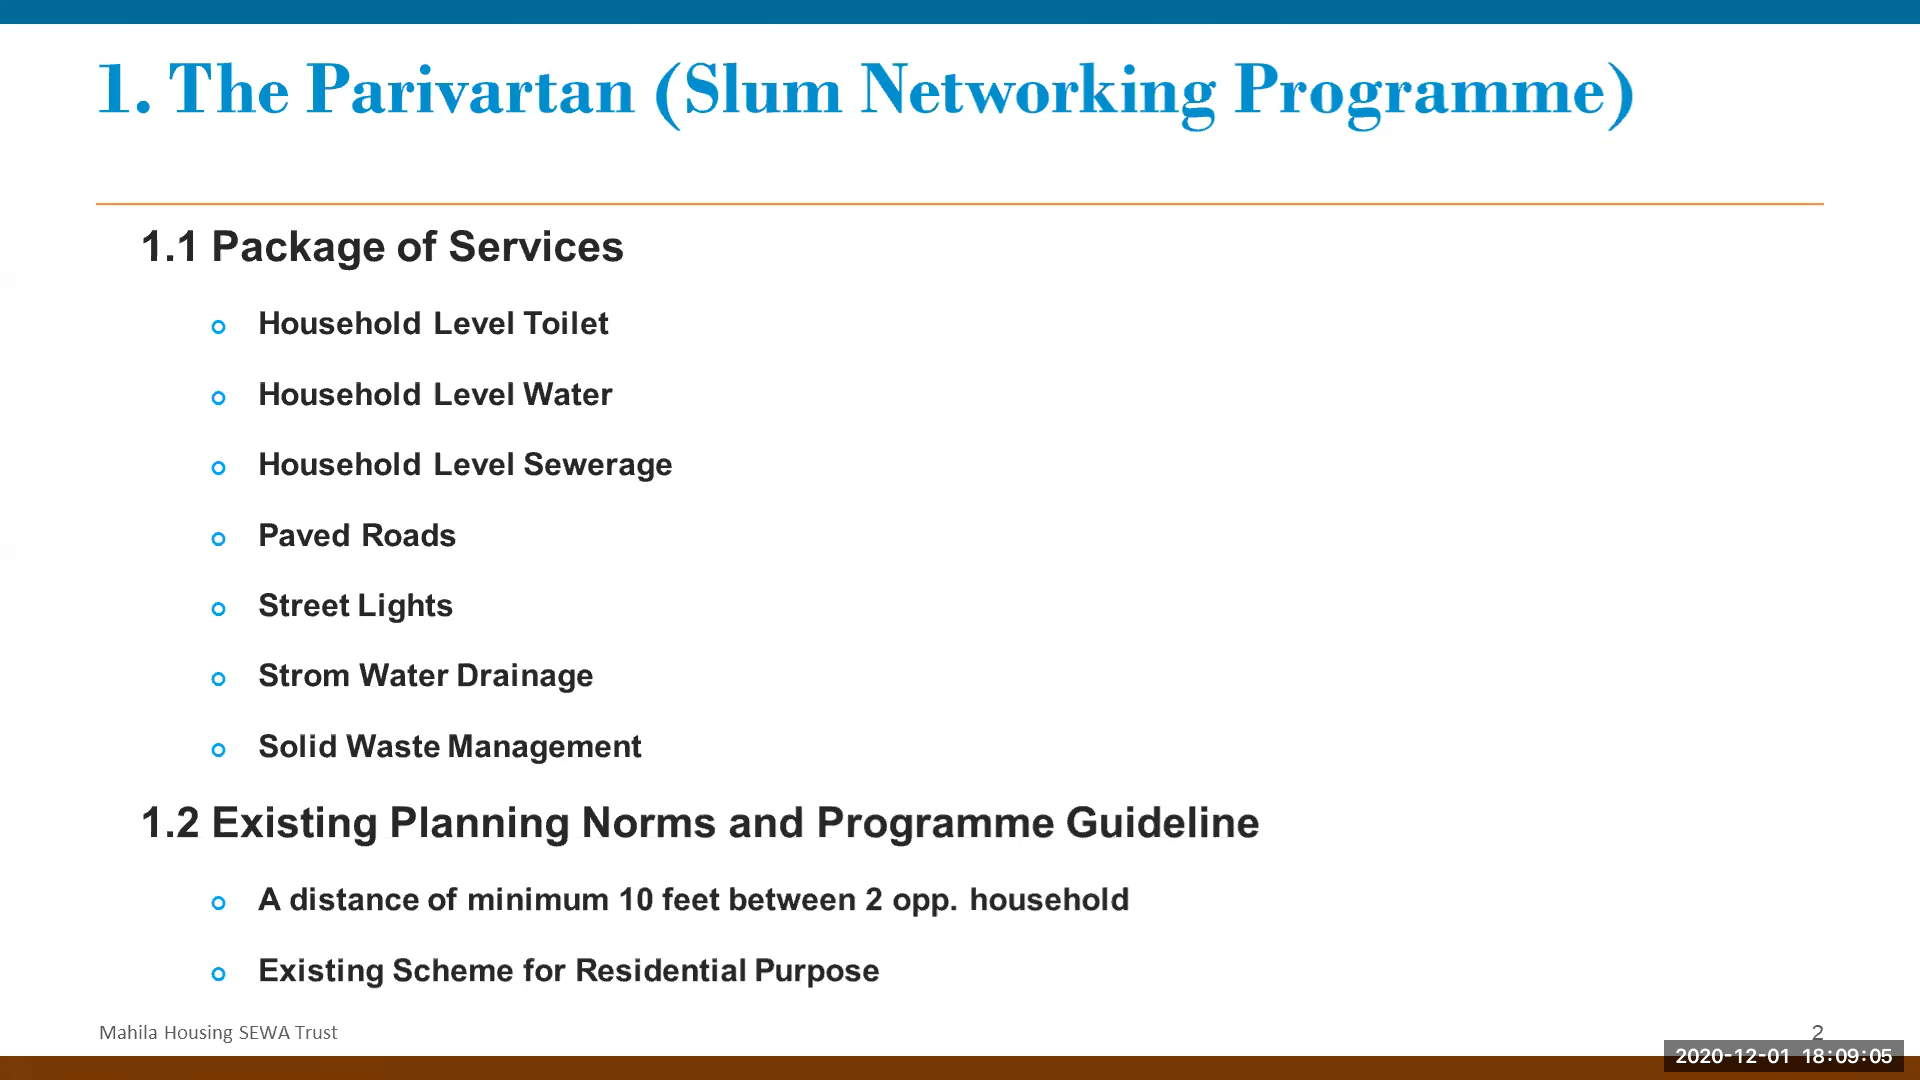 1. The Parivartan (Slum Networking Programme)
1.1 Package of Services
Household Level Toilet
Household Level Water
Household Level Sewerage
Paved Roads
Street Lights
Strom Water Drainage
Solid Waste Management
1.2 Existing Planning Norms and Programme Guideline
A distance of minimum 10 feet between 2 opp. household
Existing Scheme for Residential Purpose
Mahila Housing SEWA Trust
2
2020-12-01 18:09:05